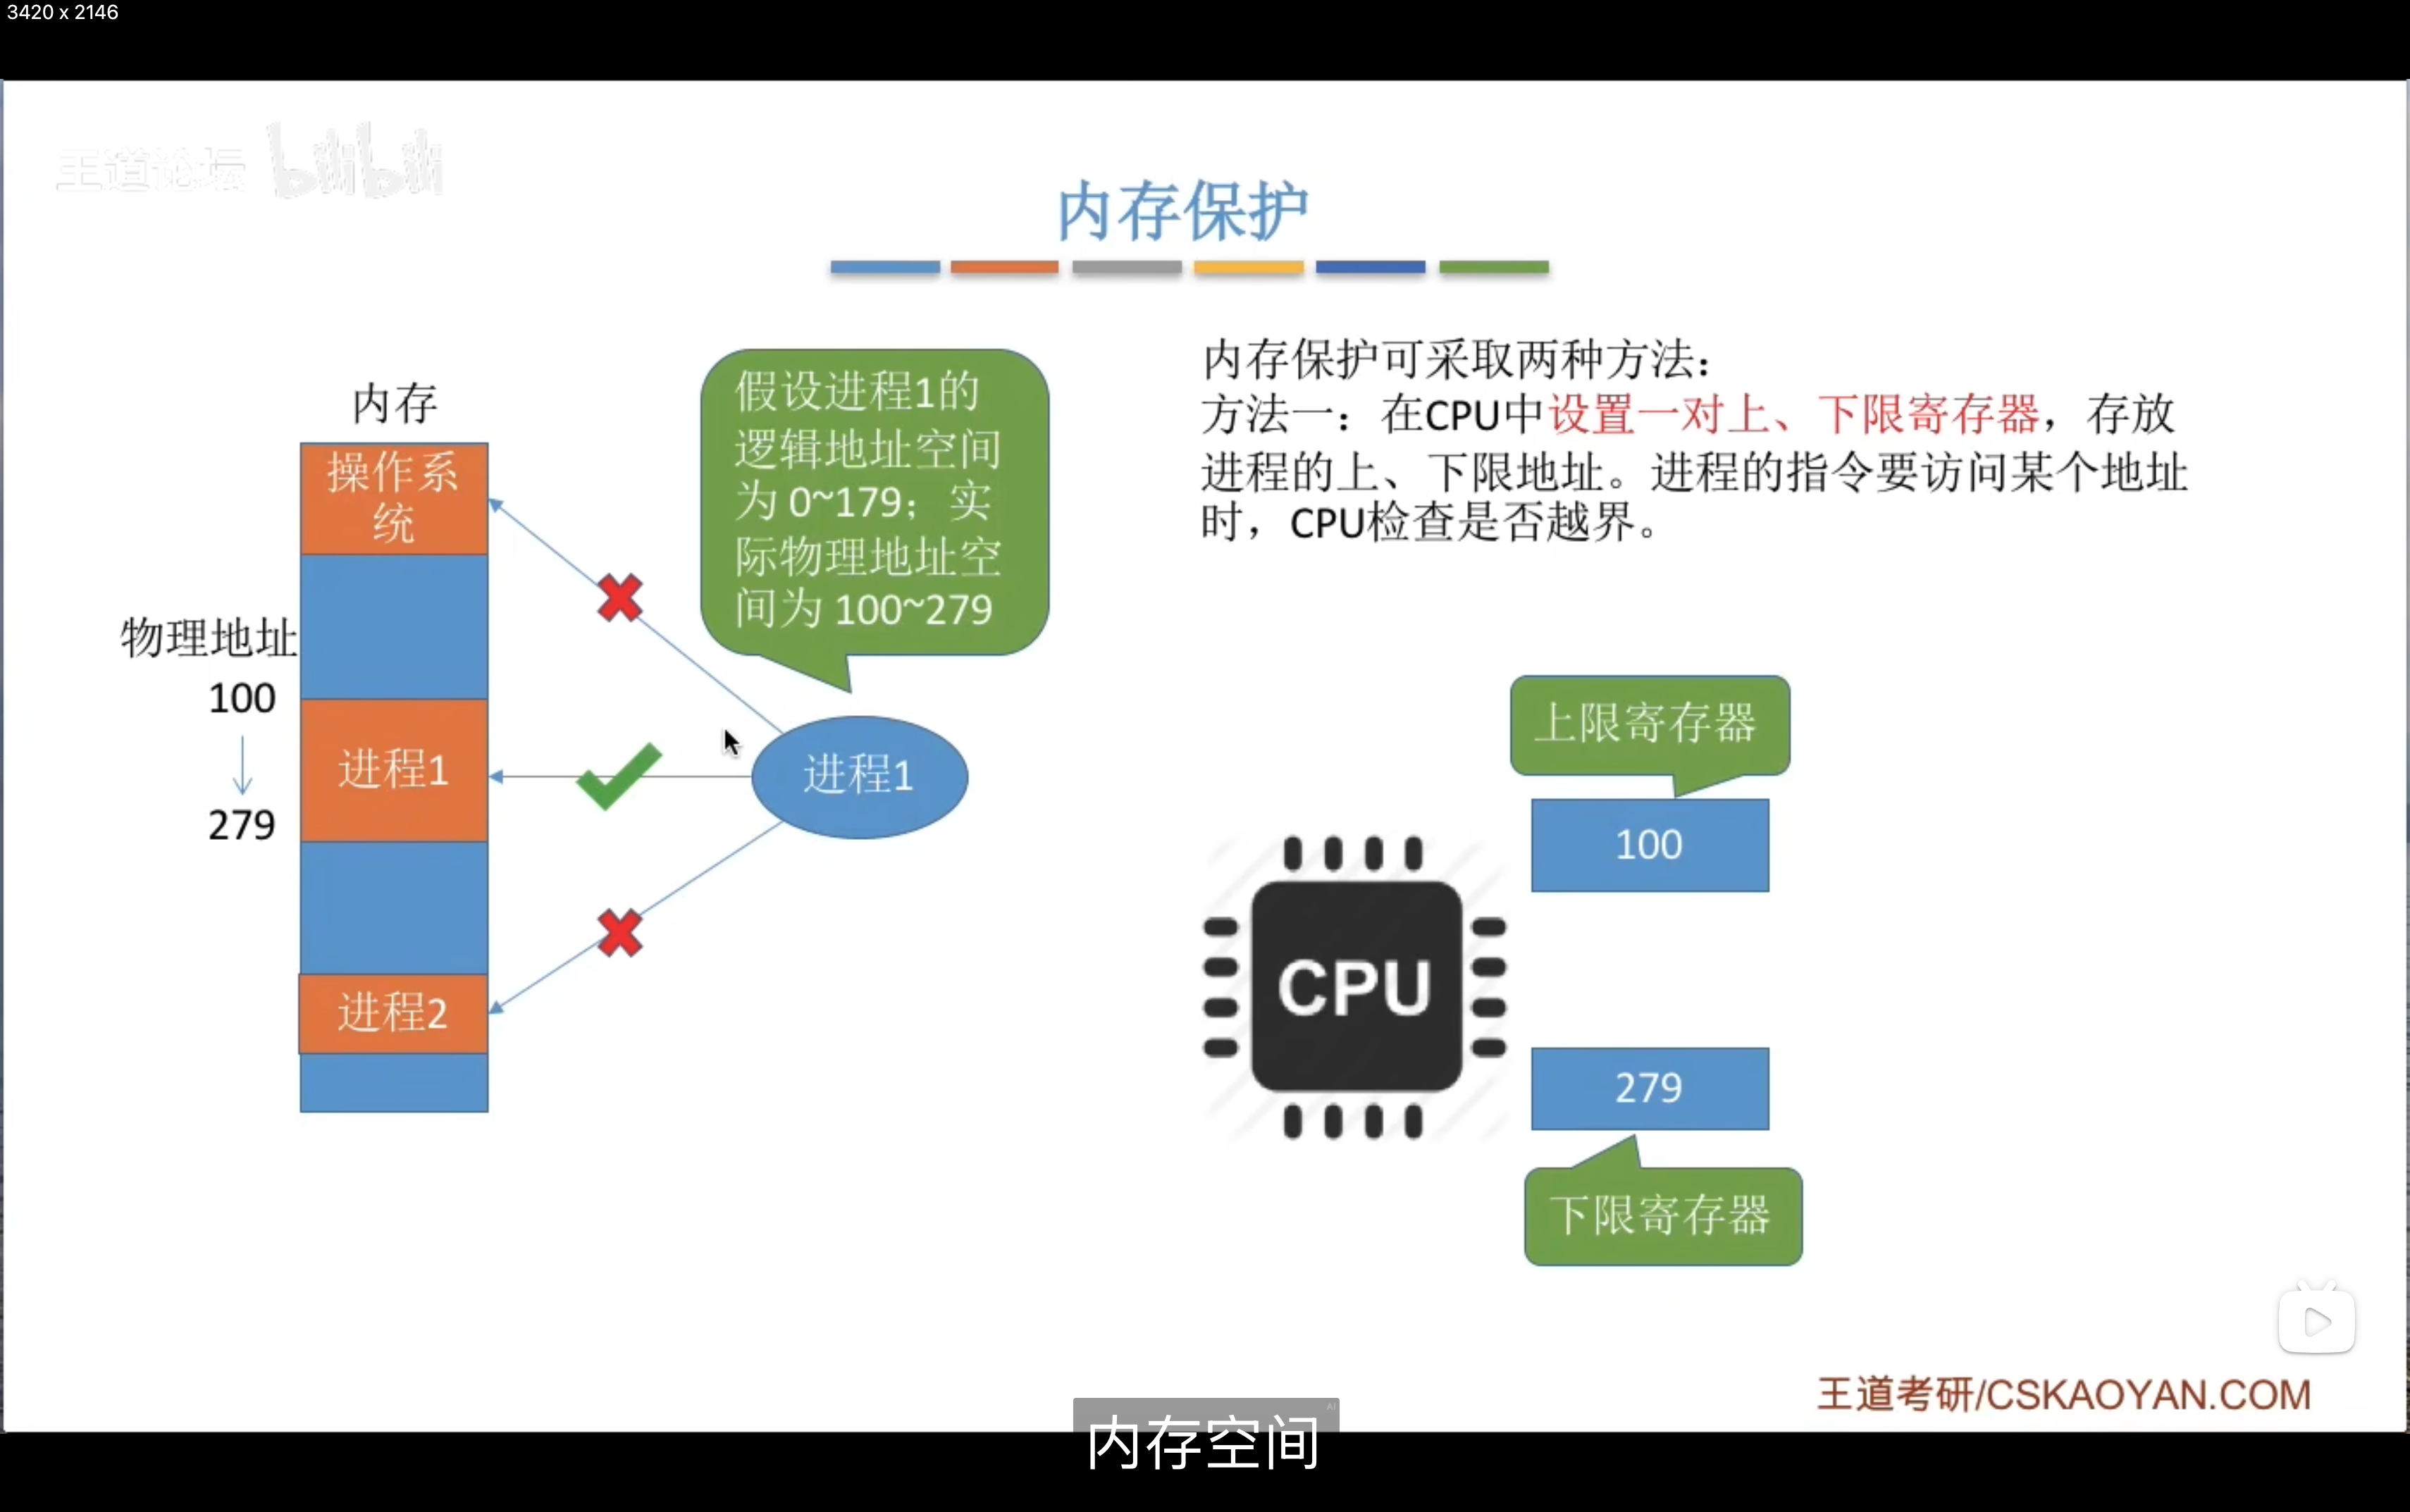 3420 x 2146
王道论坛 bilibili
内存保护
内存
操作系
统
物理地址
100
279
进程1
进程2
假设进程1的
逻辑地址空间
为 0~179；实
际物理地址空
间为 100~279
进程1
内存保护可采取两种方法：
方法一：在CPU中设置一对上、下限寄存器，存放
进程的上、下限地址。进程的指令要访问某个地址
时，CPU检查是否越界。
上限寄存器
100
CPU
279
下限寄存器
王道考研/CSKAOYAN.COM
AI
内存空间